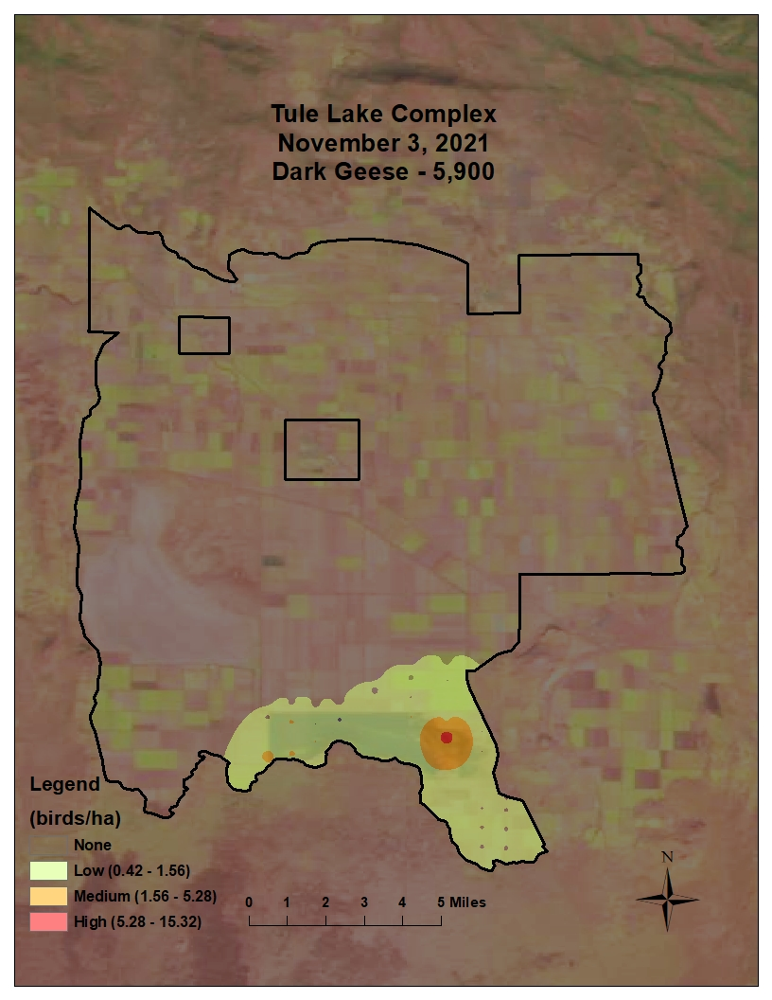 Tule Lake Complex
November 3, 2021
Dark Geese - 5,900
Legend
(birds/ha)
None
Low (0.42 - 1.56)
Medium (1.56 - 5.28)
High (5.28 - 15.32)
0 1 2 3 4 5 Miles
N